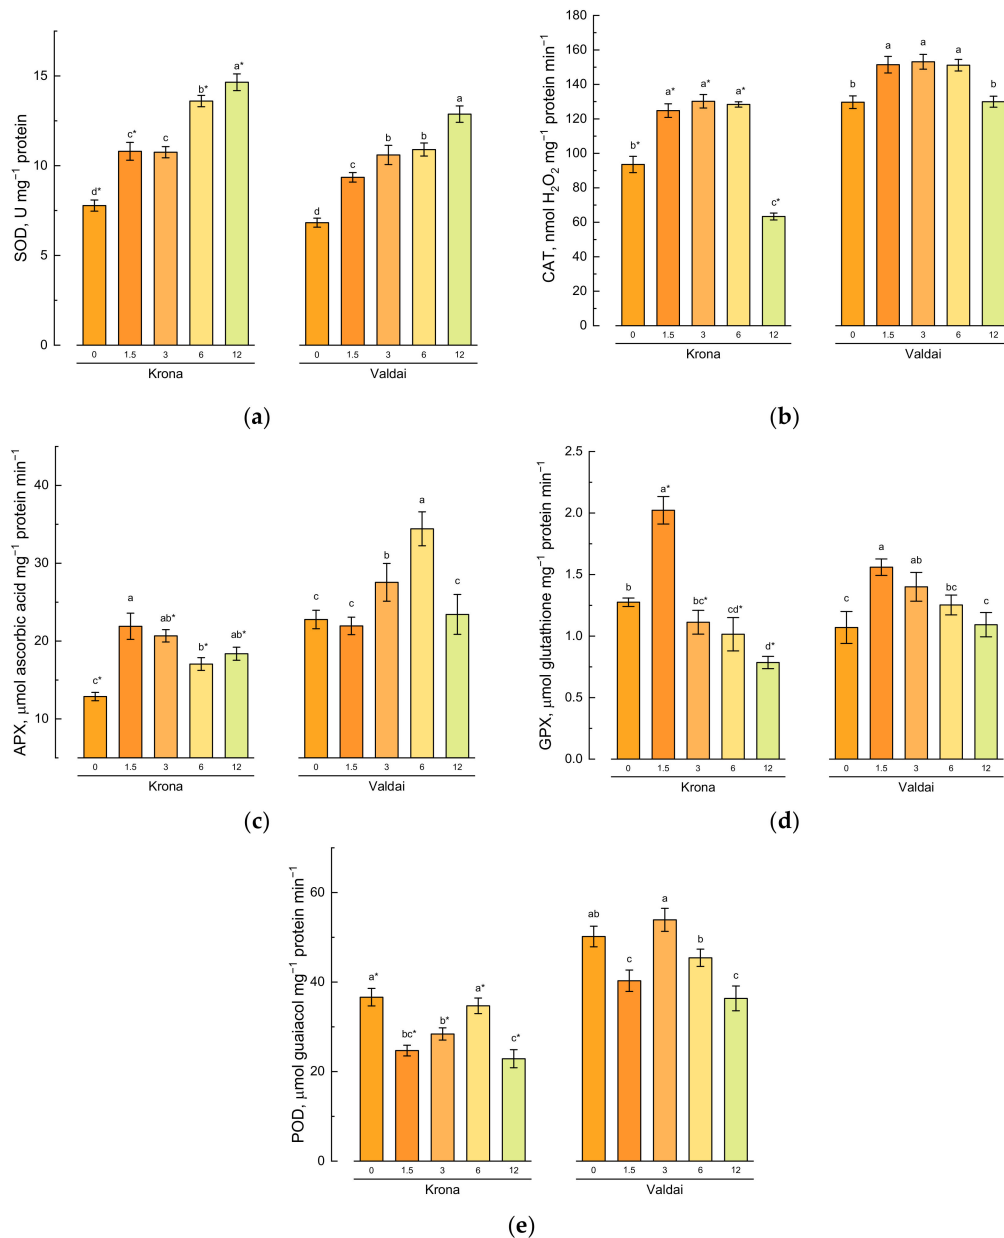 SOD, U mg⁻¹ protein
15
10
5
0
d* c* c b* a* d c b b a
0 1.5 3 6 12 0 1.5 3 6 12
Krona Valdai
(a)
CAT, nmol H₂O₂ mg⁻¹ protein min⁻¹
180
160
140
120
100
80
60
40
20
0
b* a* a* a* c* b a a a b
0 1.5 3 6 12 0 1.5 3 6 12
Krona Valdai
(b)
APX, μmol ascorbic acid mg⁻¹ protein min⁻¹
40
30
20
10
c* a ab* b* ab* c c b a c
0 1.5 3 6 12 0 1.5 3 6 12
Krona Valdai
(c)
GPX, μmol glutathione mg⁻¹ protein min⁻¹
2.5
2.0
1.5
1.0
0.5
0.0
b a* bc* cd* d* c a ab bc c
0 1.5 3 6 12 0 1.5 3 6 12
Krona Valdai
(d)
POD, μmol guaiacol mg⁻¹ protein min⁻¹
60
40
20
0
a* bc* b* a* c* ab c a b c
0 1.5 3 6 12 0 1.5 3 6 12
Krona Valdai
(e)